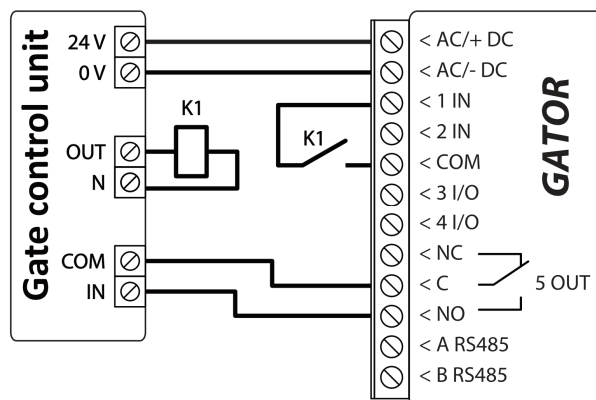 Gate control unit
24 V
0 V
OUT
N
COM
IN
K1
K1
< AC/+ DC
< AC/- DC
< 1 IN
< 2 IN
< COM
< 3 I/O
< 4 I/O
< NC
< C
< NO
< A RS485
< B RS485
5 OUT
GATOR